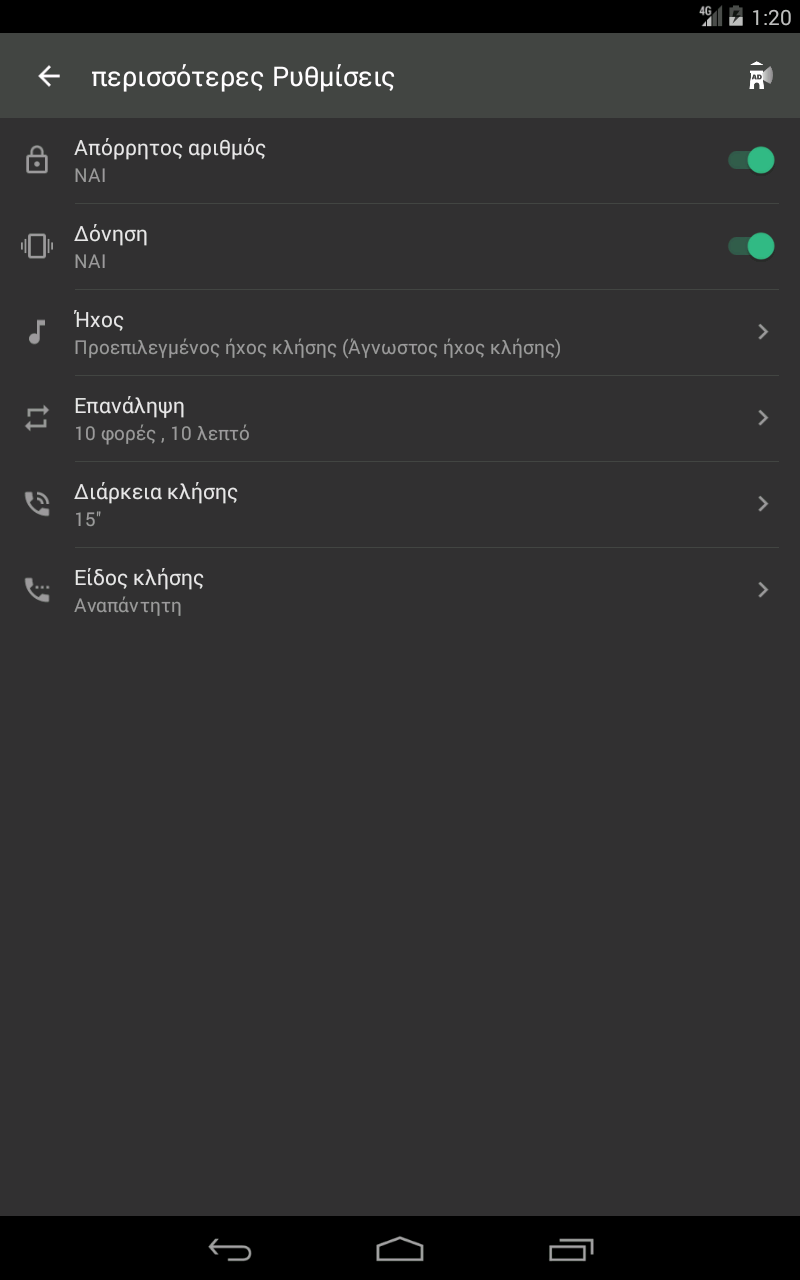 4G 1:20
περισσότερες Ρυθμίσεις
AD
Απόρρητος αριθμός
ΝΑΙ
Δόνηση
ΝΑΙ
Ήχος
Προεπιλεγμένος ήχος κλήσης (Άγνωστος ήχος κλήσης)
Επανάληψη
10 φορές , 10 λεπτό
Διάρκεια κλήσης
15"
Είδος κλήσης
Αναπάντητη